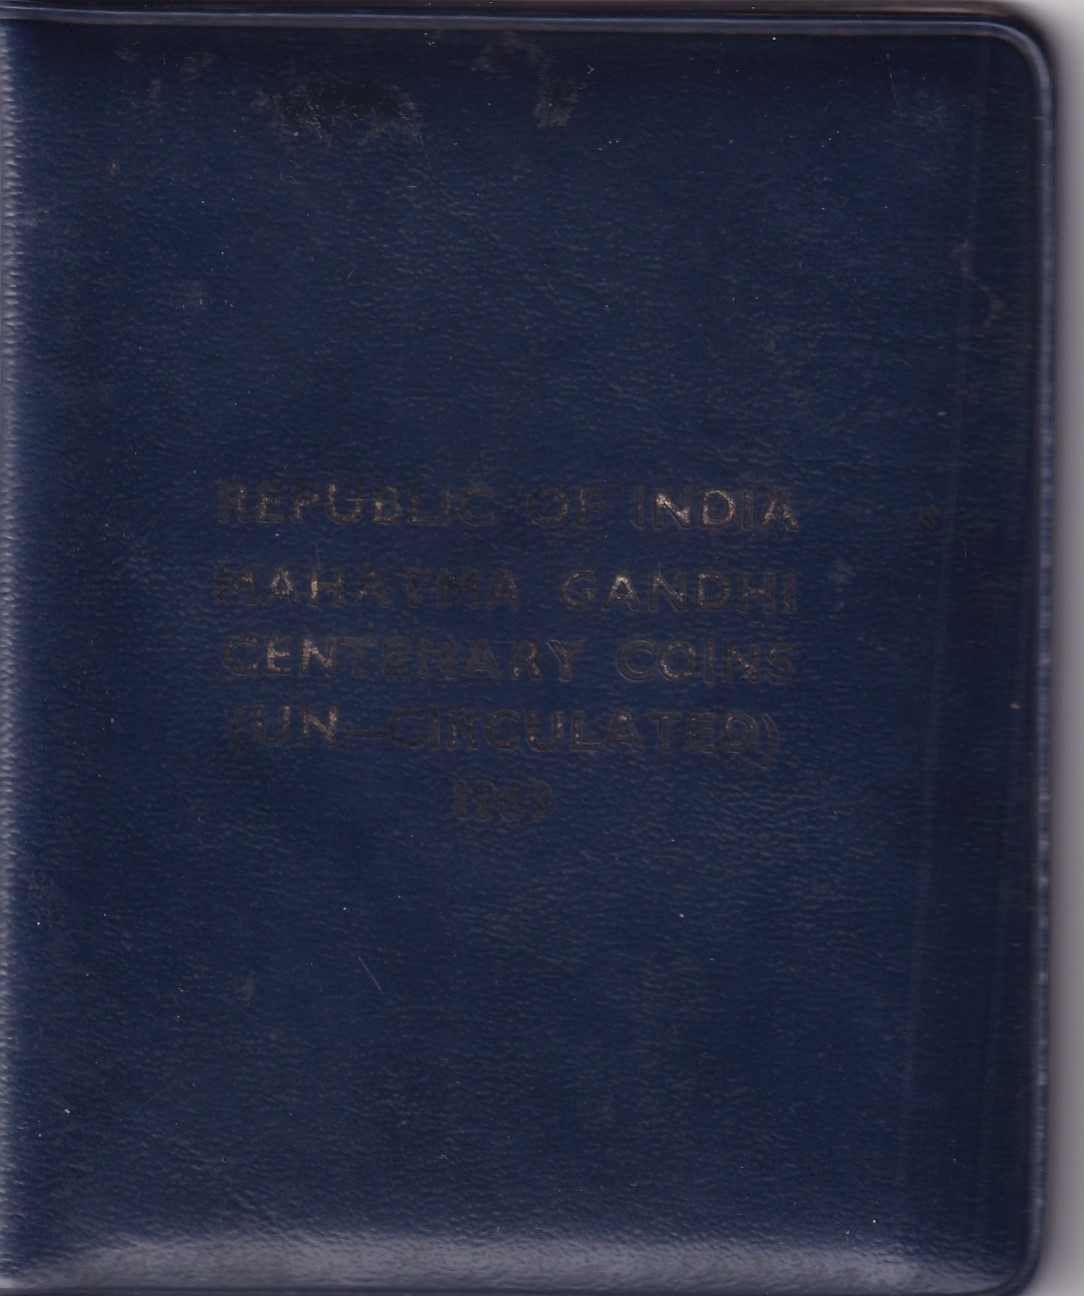 REPUBLIC OF INDIA
MAHATMA GANDHI
CENTENARY COINS
(UN—CIRCULATED)
1969